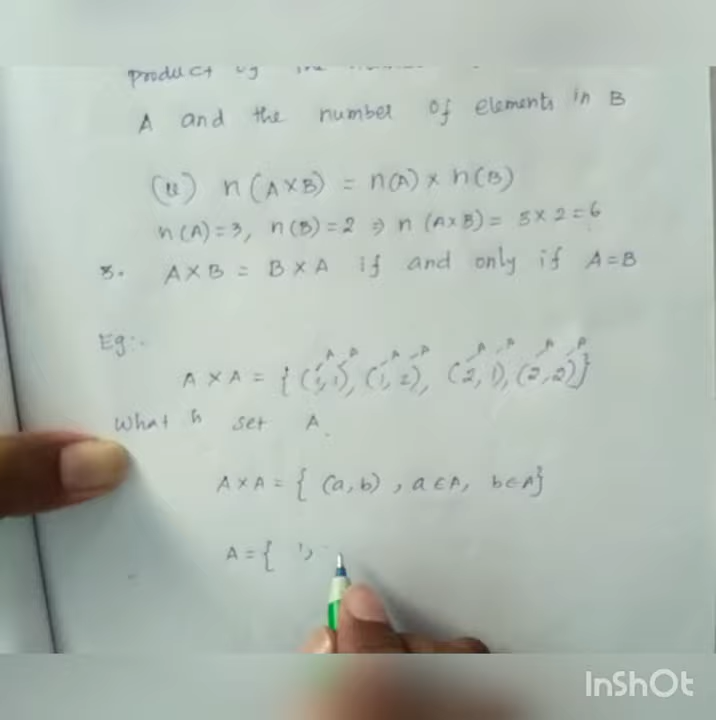 product
A and the number of elements in B
n(A×B) = n(A) × n(B)
n(A)=3, n(B)=2 ⇒ n(A×B)= 3×2=6
3. A×B = B×A if and only if A=B
Eg:-
A A A A A A A A
A×A = {(1,1), (1,2), (2,1), (2,2)}
What is set A.
A×A = { (a,b), a∈A, b∈A}
A={ 1,
InShOt